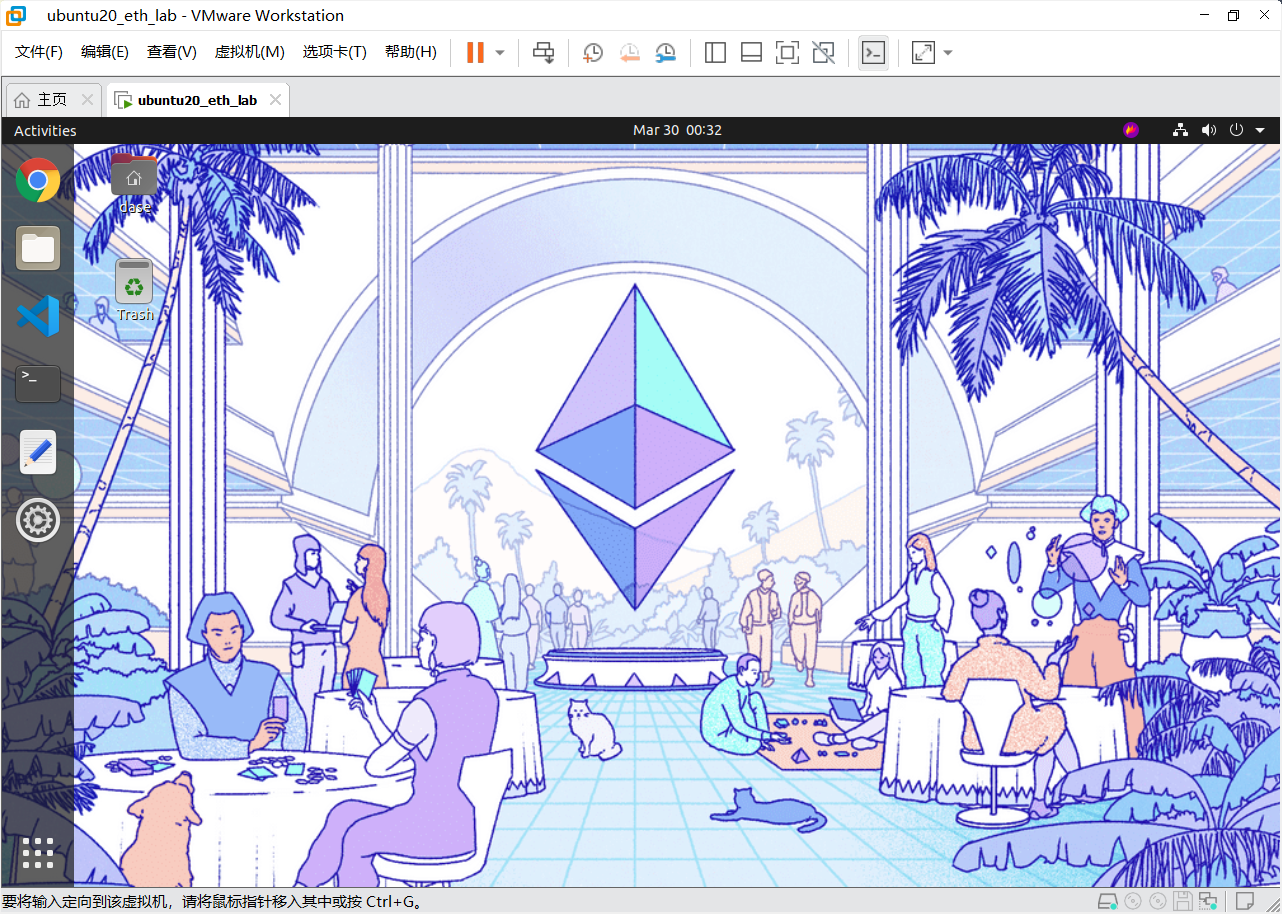 ubuntu20_eth_lab - VMware Workstation
文件(F) 编辑(E) 查看(V) 虚拟机(M) 选项卡(T) 帮助(H)
主页 ubuntu20_eth_lab
Activities Mar 30 00:32
dase
Trash
要将输入定向到该虚拟机，请将鼠标指针移入其中或按 Ctrl+G。